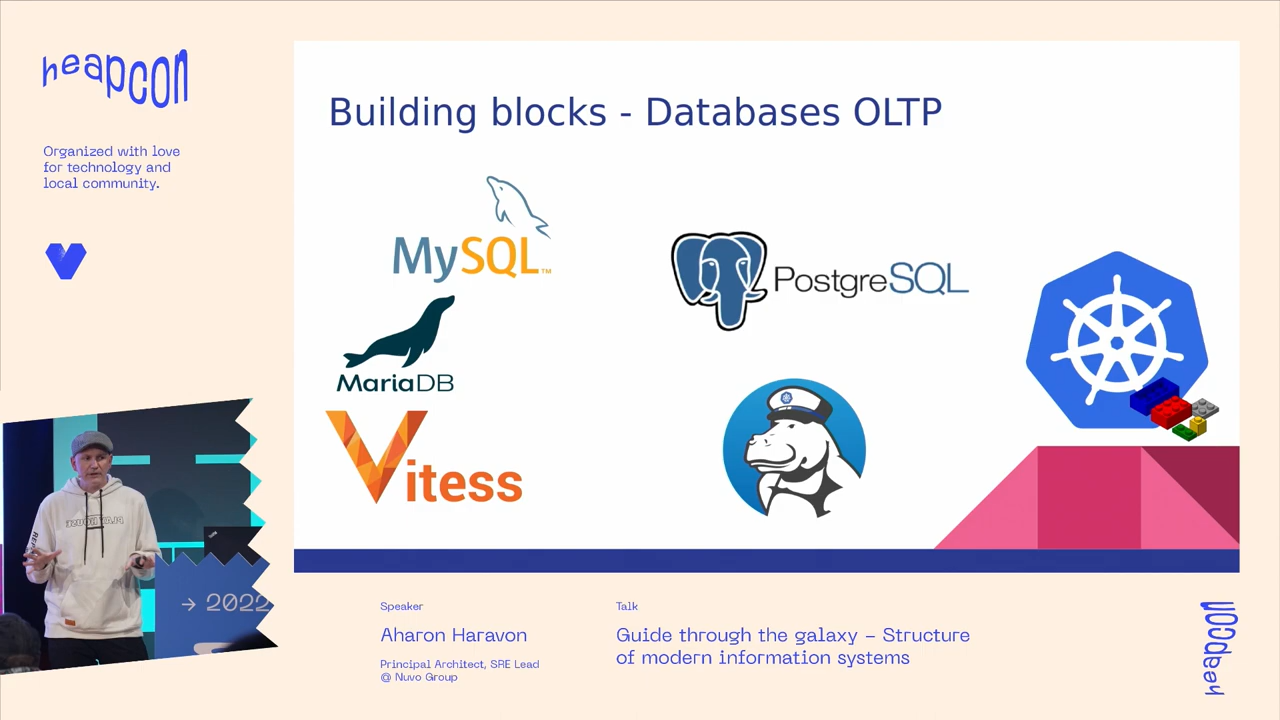 heapcon
Organized with love
for technology and
local community.
Building blocks - Databases OLTP
MySQL™
PostgreSQL
MariaDB
Vitess
→ 2022
Speaker
Aharon Haravon
Principal Architect, SRE Lead
@ Nuvo Group
Talk
Guide through the galaxy – Structure
of modern information systems
heapcon